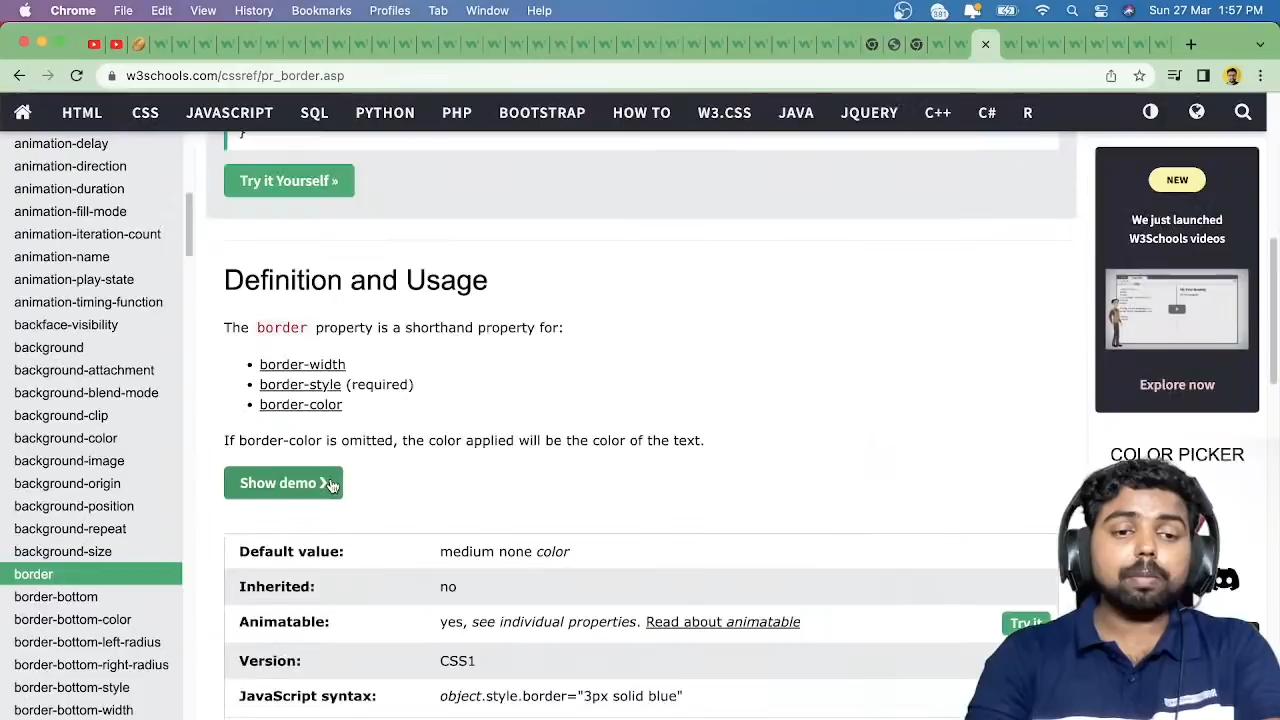 Chrome File Edit View History Bookmarks Profiles Tab Window Help 381 Sun 27 Mar 1:57 PM
w3schools.com/cssref/pr_border.asp
HTML CSS JAVASCRIPT SQL PYTHON PHP BOOTSTRAP HOW TO W3.CSS JAVA JQUERY C++ C# R
animation-delay
animation-direction
animation-duration
animation-fill-mode
animation-iteration-count
animation-name
animation-play-state
animation-timing-function
backface-visibility
background
background-attachment
background-blend-mode
background-clip
background-color
background-image
background-origin
background-position
background-repeat
background-size
border
border-bottom
border-bottom-color
border-bottom-left-radius
border-bottom-right-radius
border-bottom-style
border-bottom-width
}
Try it Yourself »
Definition and Usage
The border property is a shorthand property for:
• border-width
• border-style (required)
• border-color
If border-color is omitted, the color applied will be the color of the text.
Show demo ❯
Default value: medium none color
Inherited: no
Animatable: yes, see individual properties. Read about animatable Try it
Version: CSS1
JavaScript syntax: object.style.border="3px solid blue"
NEW
We just launched
W3Schools videos
Explore now
COLOR PICKER